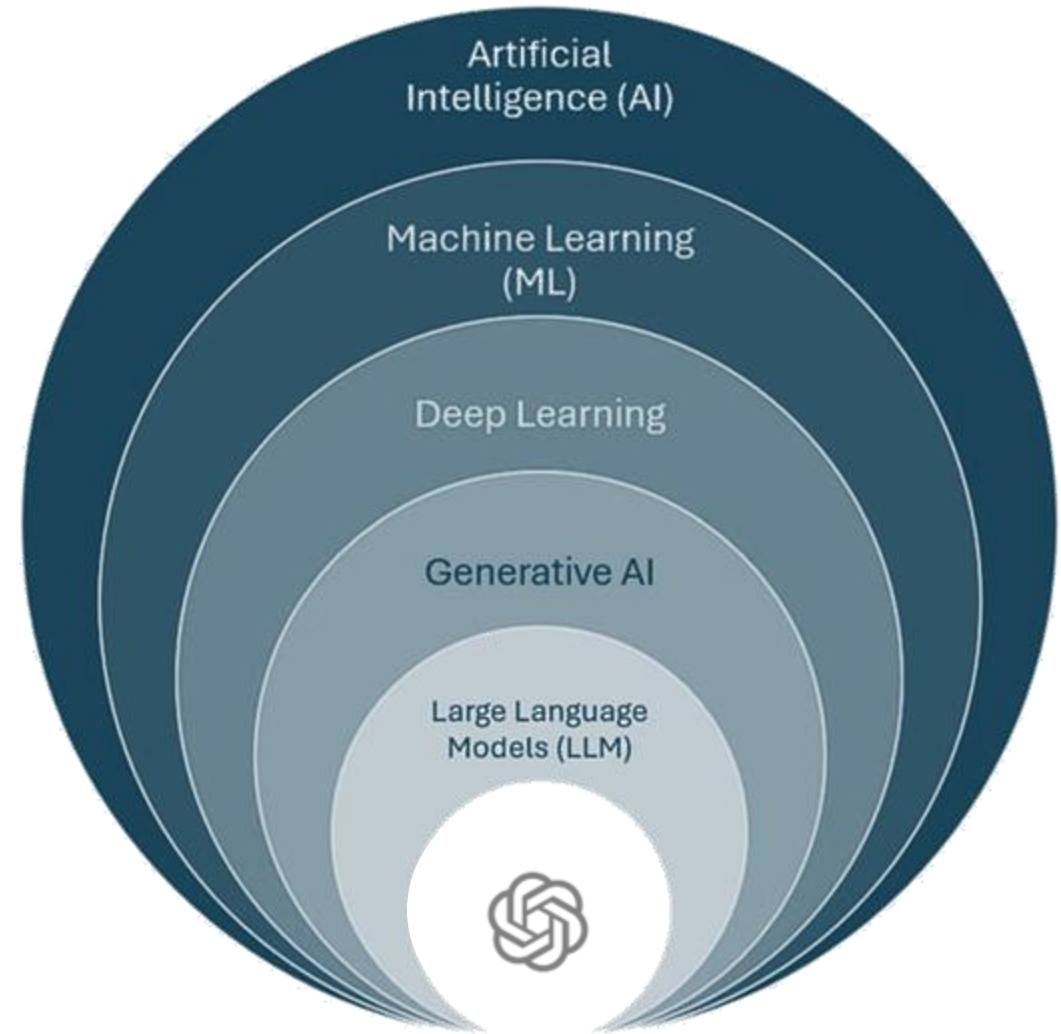 Artificial
Intelligence (AI)
Machine Learning
(ML)
Deep Learning
Generative AI
Large Language
Models (LLM)